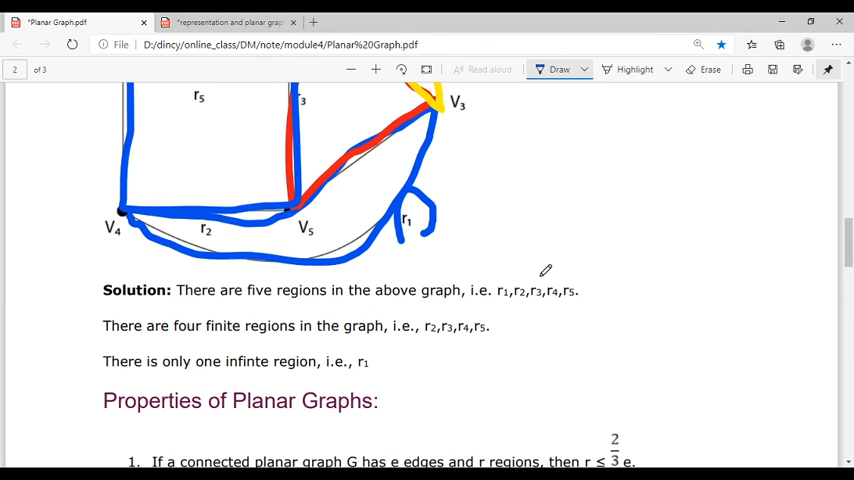 *Planar Graph.pdf
*representation and planar graph
File
D:/dincy/online_class/DM/note/module4/Planar%20Graph.pdf
2
of 3
Read aloud
Draw
Highlight
Erase
r5
r3
V3
V4
r2
V5
r1
Solution: There are five regions in the above graph, i.e. r1,r2,r3,r4,r5.
There are four finite regions in the graph, i.e., r2,r3,r4,r5.
There is only one infinte region, i.e., r1
Properties of Planar Graphs:
1. If a connected planar graph G has e edges and r regions, then r ≤ 2/3 e.